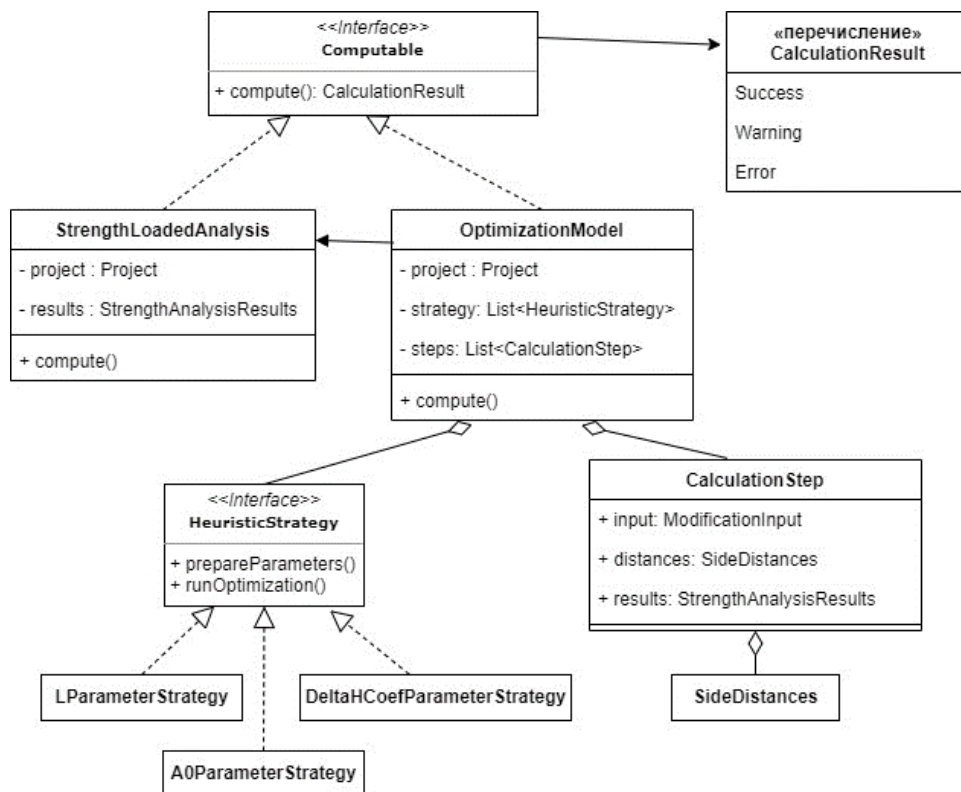 <<Interface>>
Computable
+ compute(): CalculationResult
«перечисление»
CalculationResult
Success
Warning
Error
StrengthLoadedAnalysis
- project : Project
- results : StrengthAnalysisResults
+ compute()
OptimizationModel
- project : Project
- strategy: List<HeuristicStrategy>
- steps: List<CalculationStep>
+ compute()
<<Interface>>
HeuristicStrategy
+ prepareParameters()
+ runOptimization()
CalculationStep
+ input: ModificationInput
+ distances: SideDistances
+ results: StrengthAnalysisResults
LParameterStrategy
DeltaHCoefParameterStrategy
SideDistances
A0ParameterStrategy